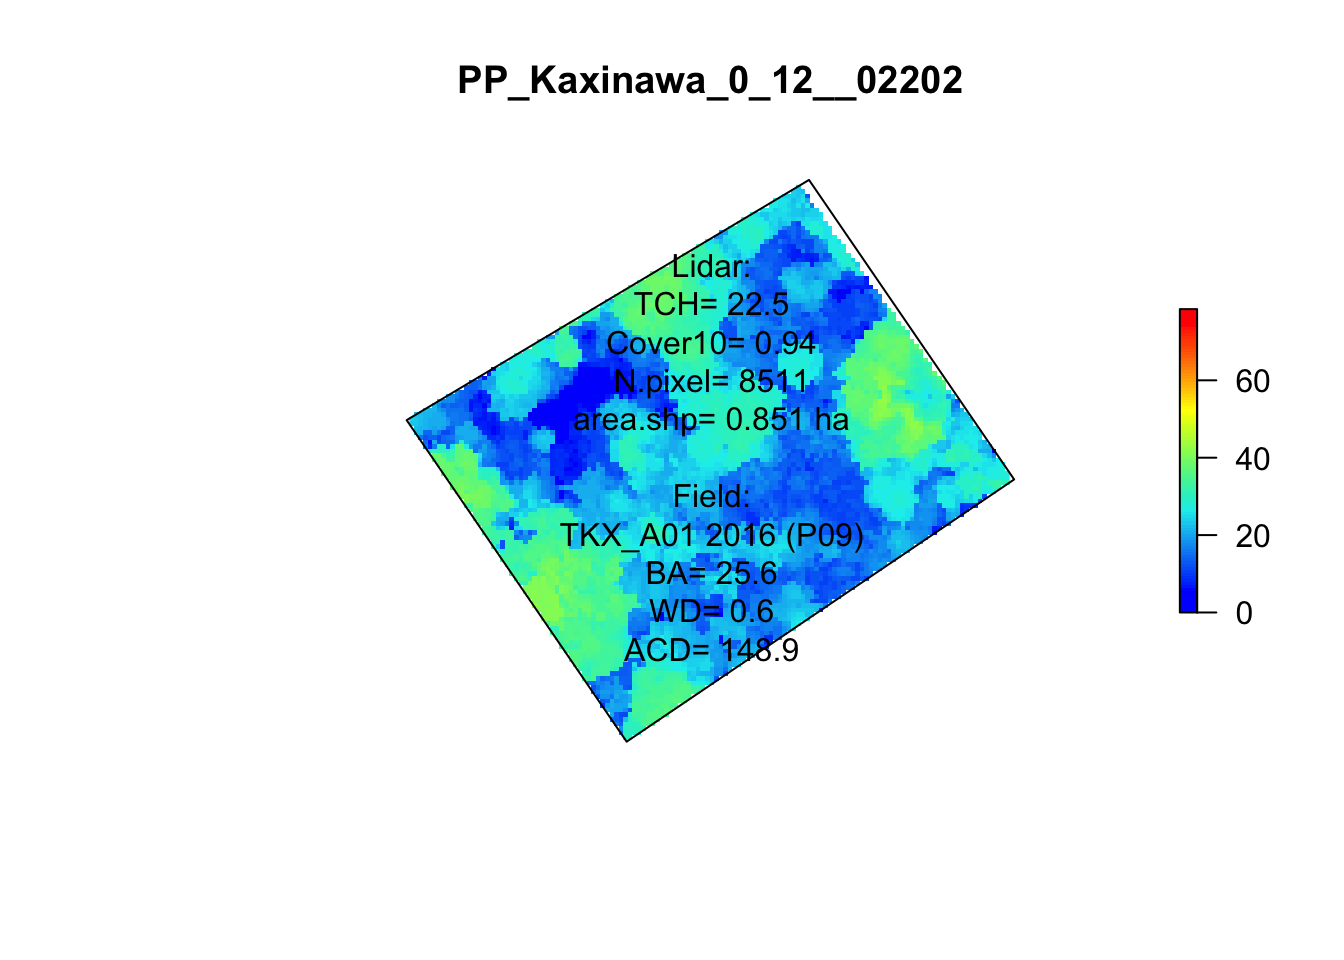 PP_Kaxinawa_0_12__02202
Lidar:
TCH= 22.5
Cover10= 0.94
N.pixel= 8511
area.shp= 0.851 ha
Field:
TKX_A01 2016 (P09)
BA= 25.6
WD= 0.6
ACD= 148.9
60
40
20
0